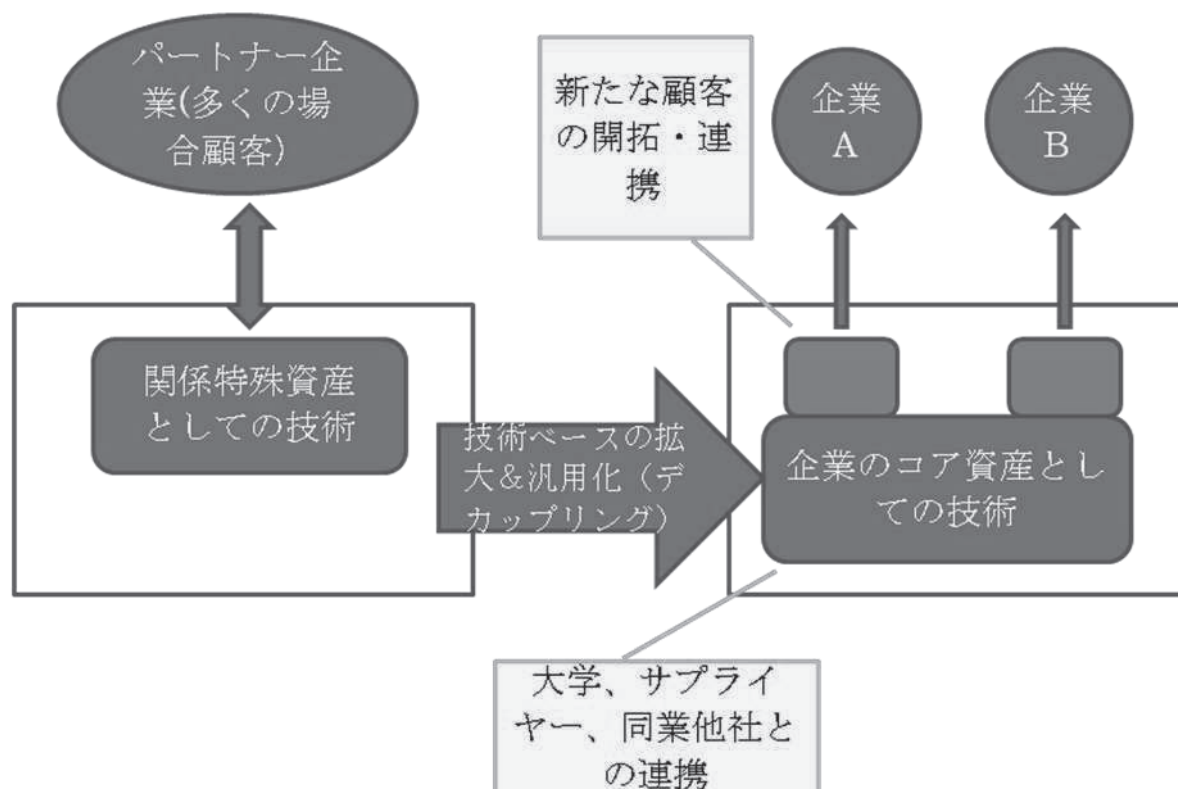 パートナー企
業(多くの場
合顧客)
関係特殊資産
としての技術
技術ベースの拡
大&汎用化(デ
カップリング)
新たな顧客
の開拓・連
携
企業
A
企業
B
企業のコア資産とし
ての技術
大学、サプライ
ヤー、同業他社と
の連携